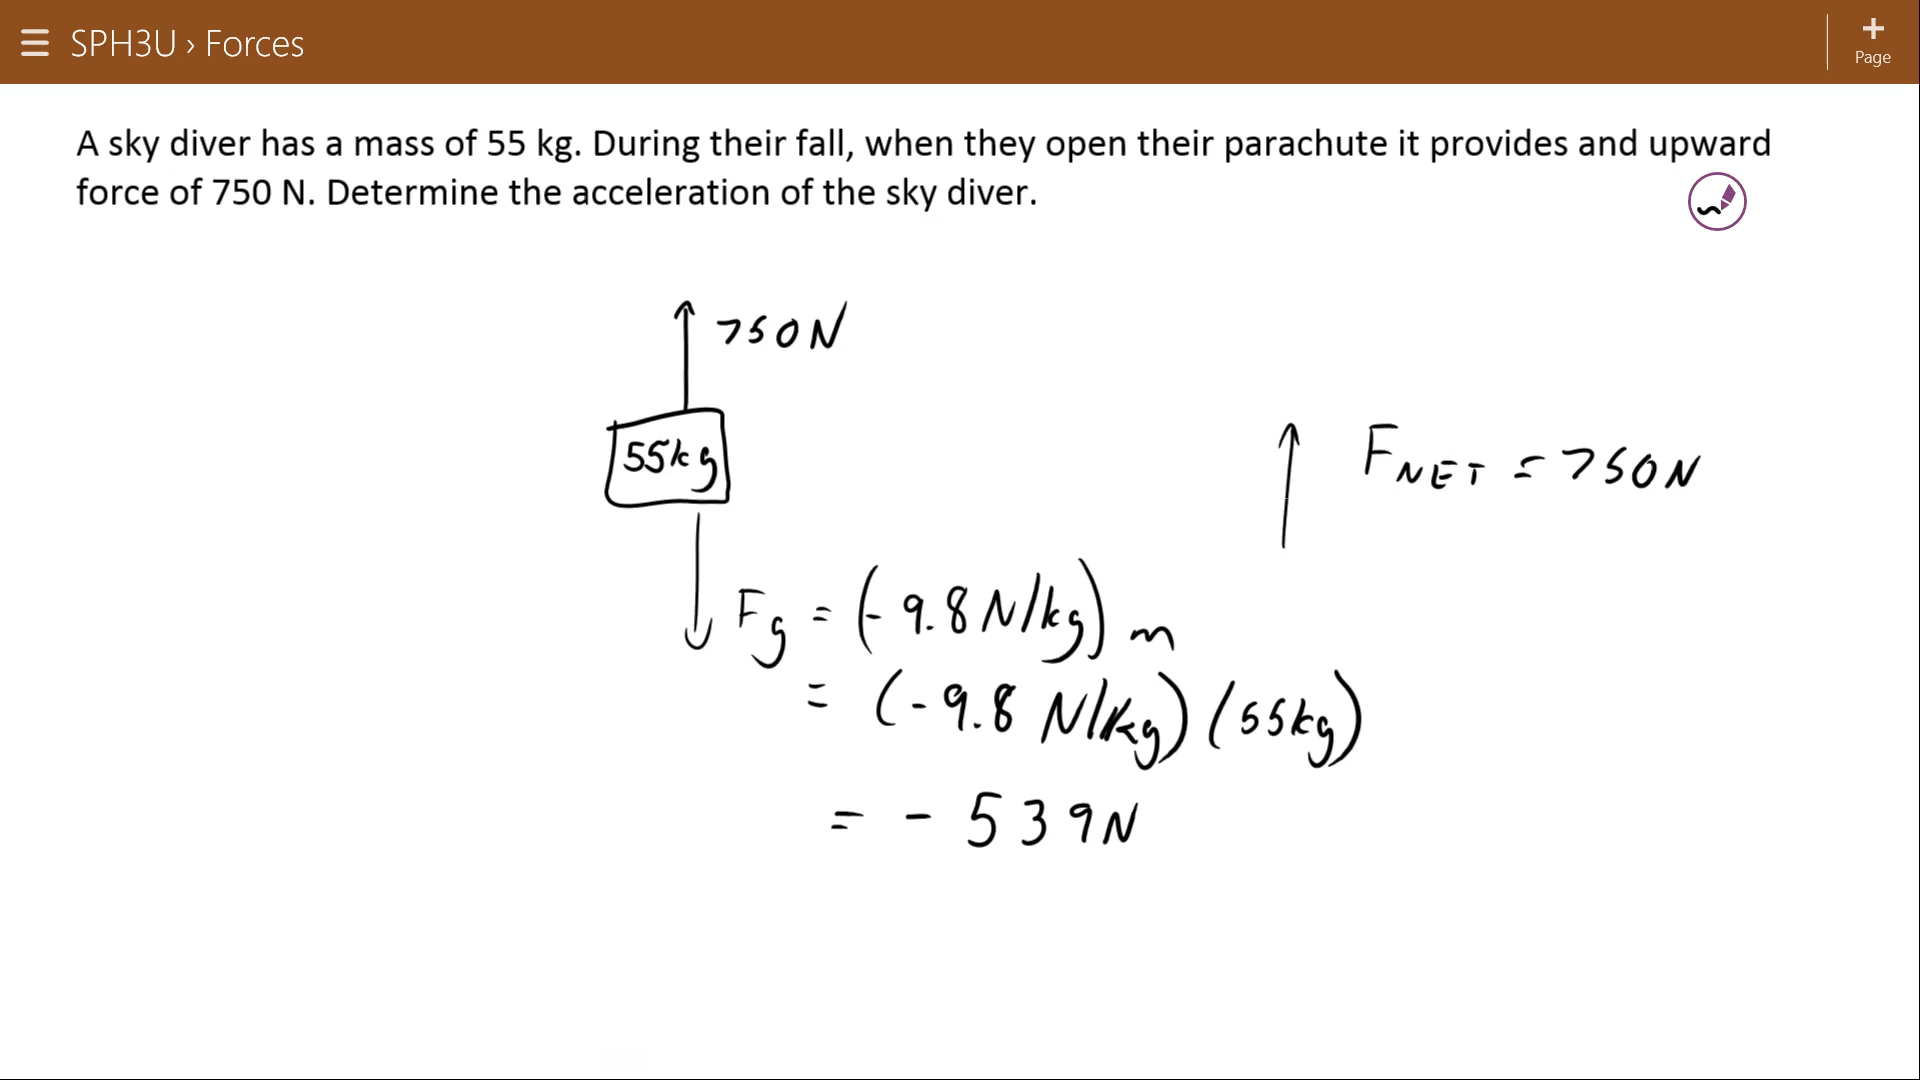 SPH3U › Forces
+
Page
A sky diver has a mass of 55 kg. During their fall, when they open their parachute it provides and upward
force of 750 N. Determine the acceleration of the sky diver.
750N
55kg
FNET = 750N
Fg = (-9.8 N/kg) m
= (-9.8 N/kg) (55kg)
= - 539N